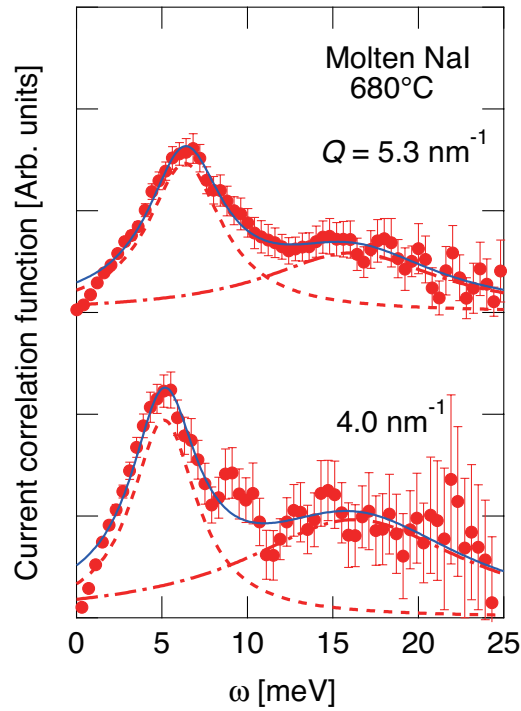 Molten NaI
680°C
Q = 5.3 nm⁻¹
4.0 nm⁻¹
Current correlation function [Arb. units]
0 5 10 15 20 25
ω [meV]